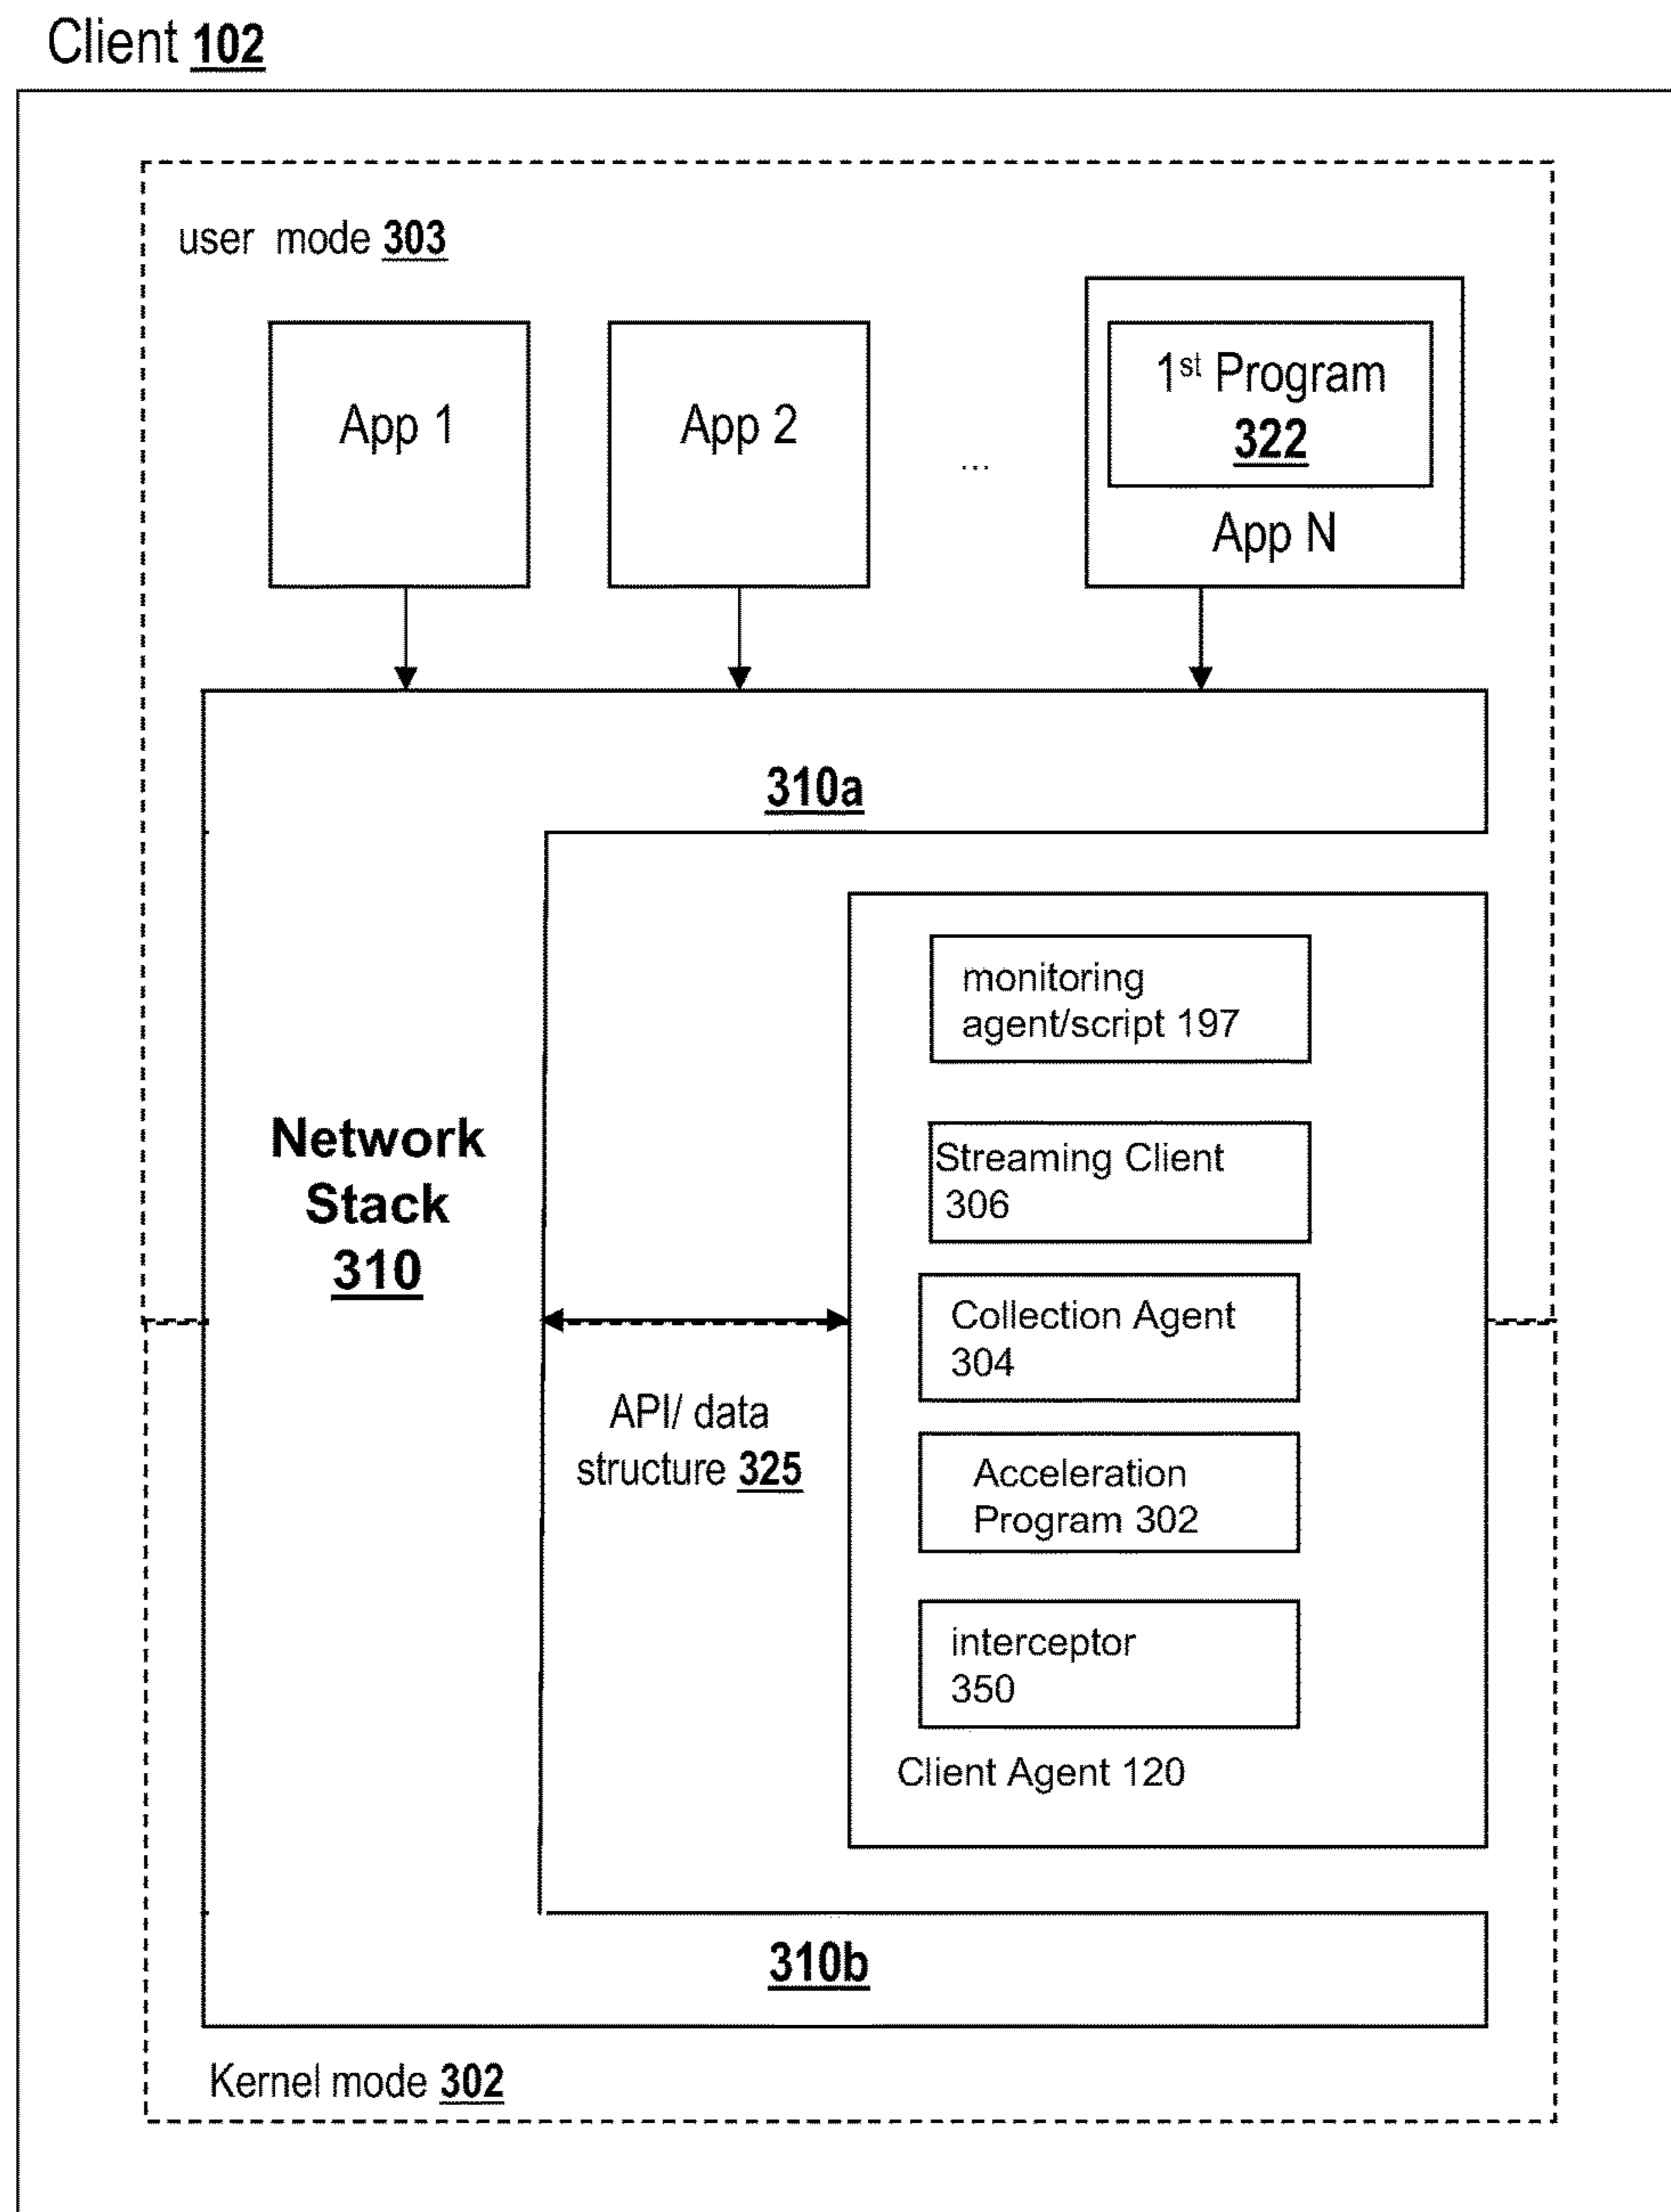 Client 102
user mode 303
App 1
App 2
...
1st Program
322
App N
310a
monitoring
agent/script 197
Streaming Client
306
Network
Stack
310
Collection Agent
304
API/ data
structure 325
Acceleration
Program 302
interceptor
350
Client Agent 120
310b
Kernel mode 302